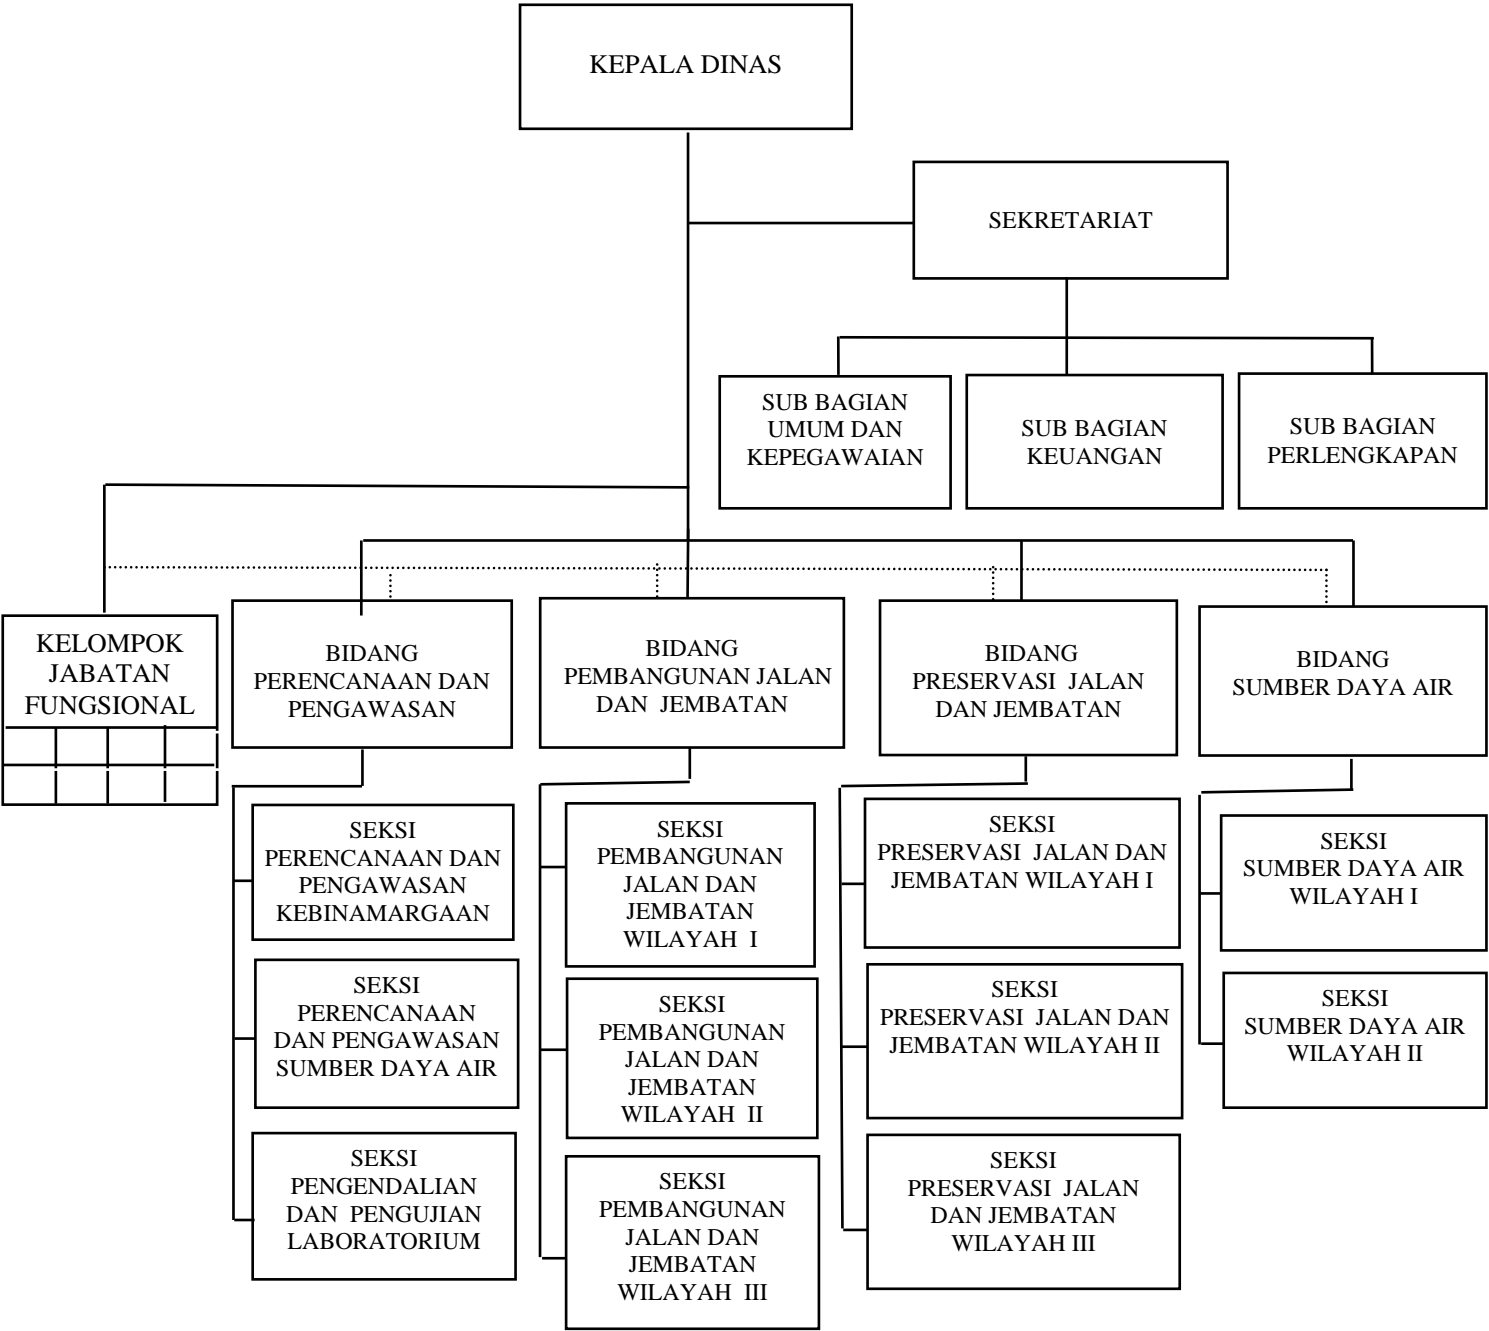 KEPALA DINAS
SEKRETARIAT
SUB BAGIAN
UMUM DAN
KEPEGAWAIAN
SUB BAGIAN
KEUANGAN
SUB BAGIAN
PERLENGKAPAN
KELOMPOK
JABATAN
FUNGSIONAL
BIDANG
PERENCANAAN DAN
PENGAWASAN
BIDANG
PEMBANGUNAN JALAN
DAN JEMBATAN
BIDANG
PRESERVASI JALAN
DAN JEMBATAN
BIDANG
SUMBER DAYA AIR
SEKSI
PERENCANAAN DAN
PENGAWASAN
KEBINAMARGAAN
SEKSI
PERENCANAAN
DAN PENGAWASAN
SUMBER DAYA AIR
SEKSI
PENGENDALIAN
DAN PENGUJIAN
LABORATORIUM
SEKSI
PEMBANGUNAN
JALAN DAN
JEMBATAN
WILAYAH I
SEKSI
PEMBANGUNAN
JALAN DAN
JEMBATAN
WILAYAH II
SEKSI
PEMBANGUNAN
JALAN DAN
JEMBATAN
WILAYAH III
SEKSI
PRESERVASI JALAN DAN
JEMBATAN WILAYAH I
SEKSI
PRESERVASI JALAN DAN
JEMBATAN WILAYAH II
SEKSI
PRESERVASI JALAN
DAN JEMBATAN
WILAYAH III
SEKSI
SUMBER DAYA AIR
WILAYAH I
SEKSI
SUMBER DAYA AIR
WILAYAH II